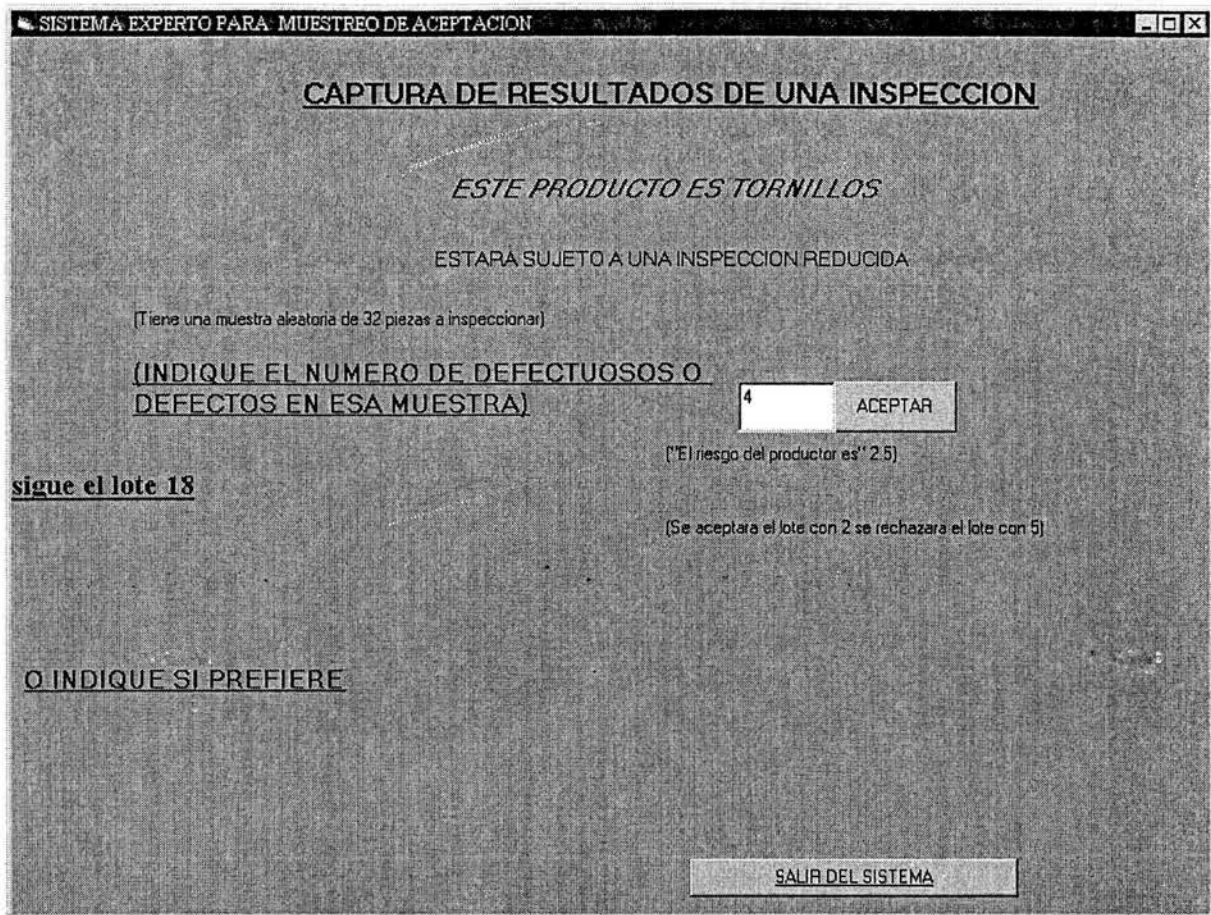 SISTEMA EXPERTO PARA: MUESTREO DE ACEPTACION
CAPTURA DE RESULTADOS DE UNA INSPECCION
ESTE PRODUCTO ES TORNILLOS
ESTARA SUJETO A UNA INSPECCION REDUCIDA
(Tiene una muestra aleatoria de 32 piezas a inspeccionar)
(INDIQUE EL NUMERO DE DEFECTUOSOS O
DEFECTOS EN ESA MUESTRA)
4 ACEPTAR
("El riesgo del productor es" 2.5)
sigue el lote 18
(Se aceptara el lote con 2 se rechazara el lote con 5)
O INDIQUE SI PREFIERE
SALIR DEL SISTEMA